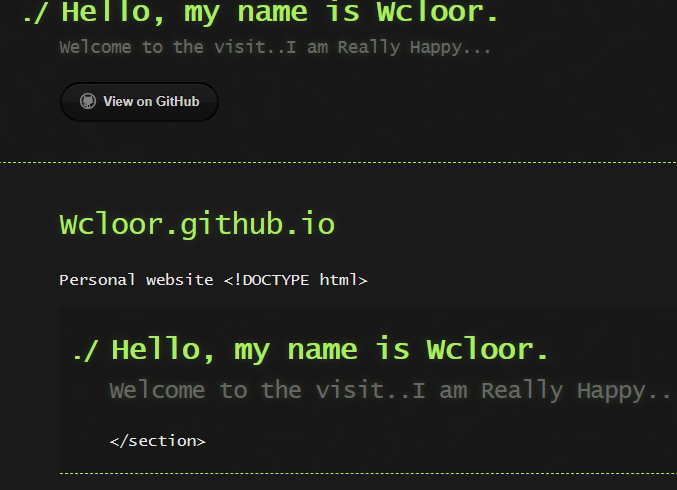 ./ Hello, my name is Wcloor.
Welcome to the visit..I am Really Happy...
View on GitHub
Wcloor.github.io
Personal website <!DOCTYPE html>
./ Hello, my name is Wcloor.
Welcome to the visit..I am Really Happy..
</section>